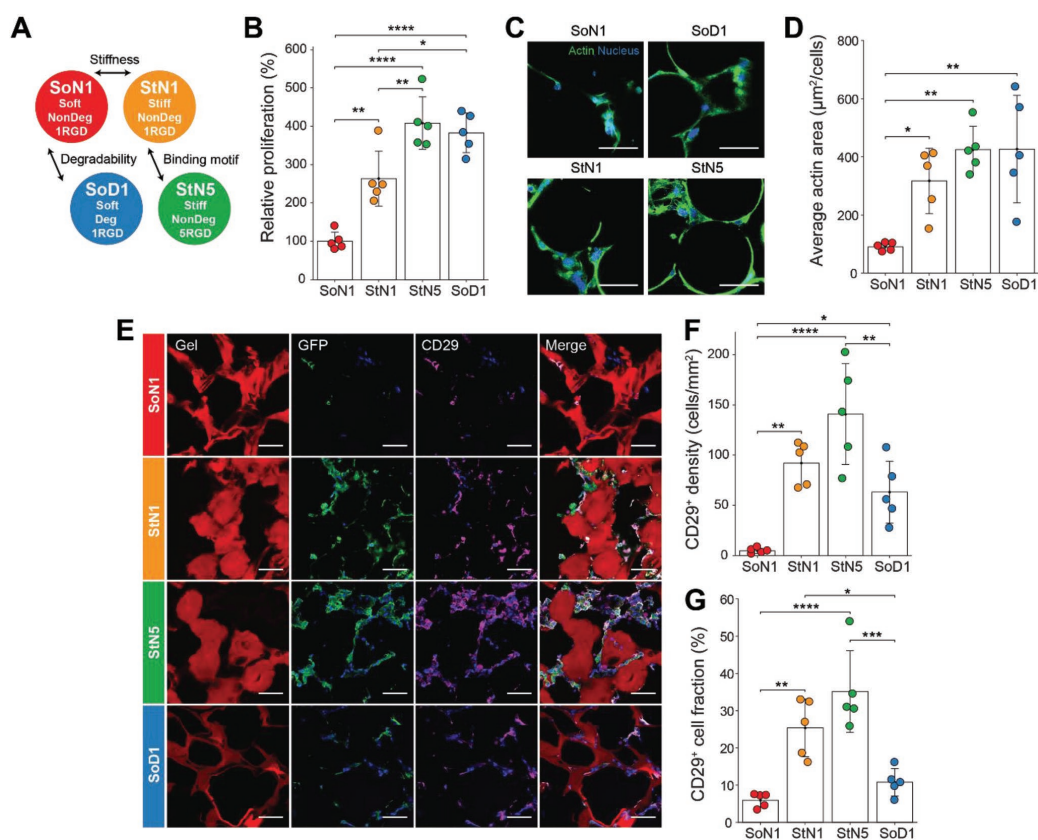 A
Stiffness
SoN1
Soft
NonDeg
1RGD
StN1
Stiff
NonDeg
1RGD
Degradability
Binding motif
SoD1
Soft
Deg
1RGD
StN5
Stiff
NonDeg
5RGD
B
Relative proliferation (%)
600
500
400
300
200
100
0
****
*
****
**
**
SoN1 StN1 StN5 SoD1
C
SoN1 SoD1
Actin Nucleus
StN1 StN5
D
Average actin area (µm²/cells)
800
600
400
200
0
**
**
*
SoN1 StN1 StN5 SoD1
E
Gel GFP CD29 Merge
SoN1
StN1
StN5
SoD1
F
CD29⁺ density (cells/mm²)
200
150
100
50
0
*
****
**
**
SoN1 StN1 StN5 SoD1
G
CD29⁺ cell fraction (%)
60
50
40
30
20
10
0
*
****
***
**
SoN1 StN1 StN5 SoD1